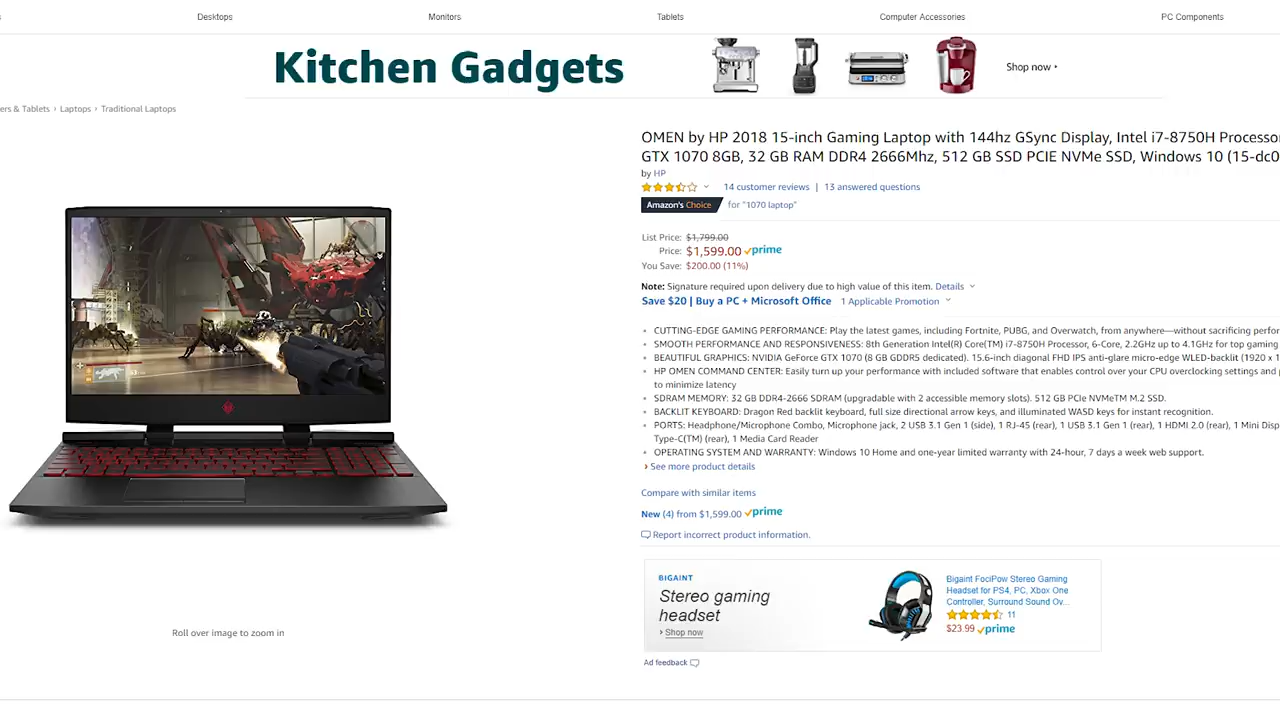 Desktops
Monitors
Tablets
Computer Accessories
PC Components
Kitchen Gadgets
Shop now
ers & Tablets › Laptops › Traditional Laptops
OMEN by HP 2018 15-inch Gaming Laptop with 144hz GSync Display, Intel i7-8750H Processor
GTX 1070 8GB, 32 GB RAM DDR4 2666Mhz, 512 GB SSD PCIE NVMe SSD, Windows 10 (15-dc0
by HP
14 customer reviews | 13 answered questions
Amazon's Choice for "1070 laptop"
List Price: $1,799.00
Price: $1,599.00 prime
You Save: $200.00 (11%)
Note: Signature required upon delivery due to high value of this item. Details
Save $20 | Buy a PC + Microsoft Office 1 Applicable Promotion
CUTTING-EDGE GAMING PERFORMANCE: Play the latest games, including Fortnite, PUBG, and Overwatch, from anywhere—without sacrificing perfor
SMOOTH PERFORMANCE AND RESPONSIVENESS: 8th Generation Intel(R) Core(TM) i7-8750H Processor, 6-Core, 2.2GHz up to 4.1GHz for top gaming
BEAUTIFUL GRAPHICS: NVIDIA GeForce GTX 1070 (8 GB GDDR5 dedicated). 15.6-inch diagonal FHD IPS anti-glare micro-edge WLED-backlit (1920 x 1
HP OMEN COMMAND CENTER: Easily turn up your performance with included software that enables control over your CPU overclocking settings and
to minimize latency
SDRAM MEMORY: 32 GB DDR4-2666 SDRAM (upgradable with 2 accessible memory slots). 512 GB PCIe NVMeTM M.2 SSD.
BACKLIT KEYBOARD: Dragon Red backlit keyboard, full size directional arrow keys, and illuminated WASD keys for instant recognition.
PORTS: Headphone/Microphone Combo, Microphone jack, 2 USB 3.1 Gen 1 (side), 1 RJ-45 (rear), 1 USB 3.1 Gen 1 (rear), 1 HDMI 2.0 (rear), 1 Mini Disp
Type-C(TM) (rear), 1 Media Card Reader
OPERATING SYSTEM AND WARRANTY: Windows 10 Home and one-year limited warranty with 24-hour, 7 days a week web support.
› See more product details
Compare with similar items
New (4) from $1,599.00 prime
Report incorrect product information.
BIGAINT
Stereo gaming
headset
› Shop now
Bigaint FociPow Stereo Gaming
Headset for PS4, PC, Xbox One
Controller, Surround Sound Ov...
11
$23.99 prime
Ad feedback
Roll over image to zoom in